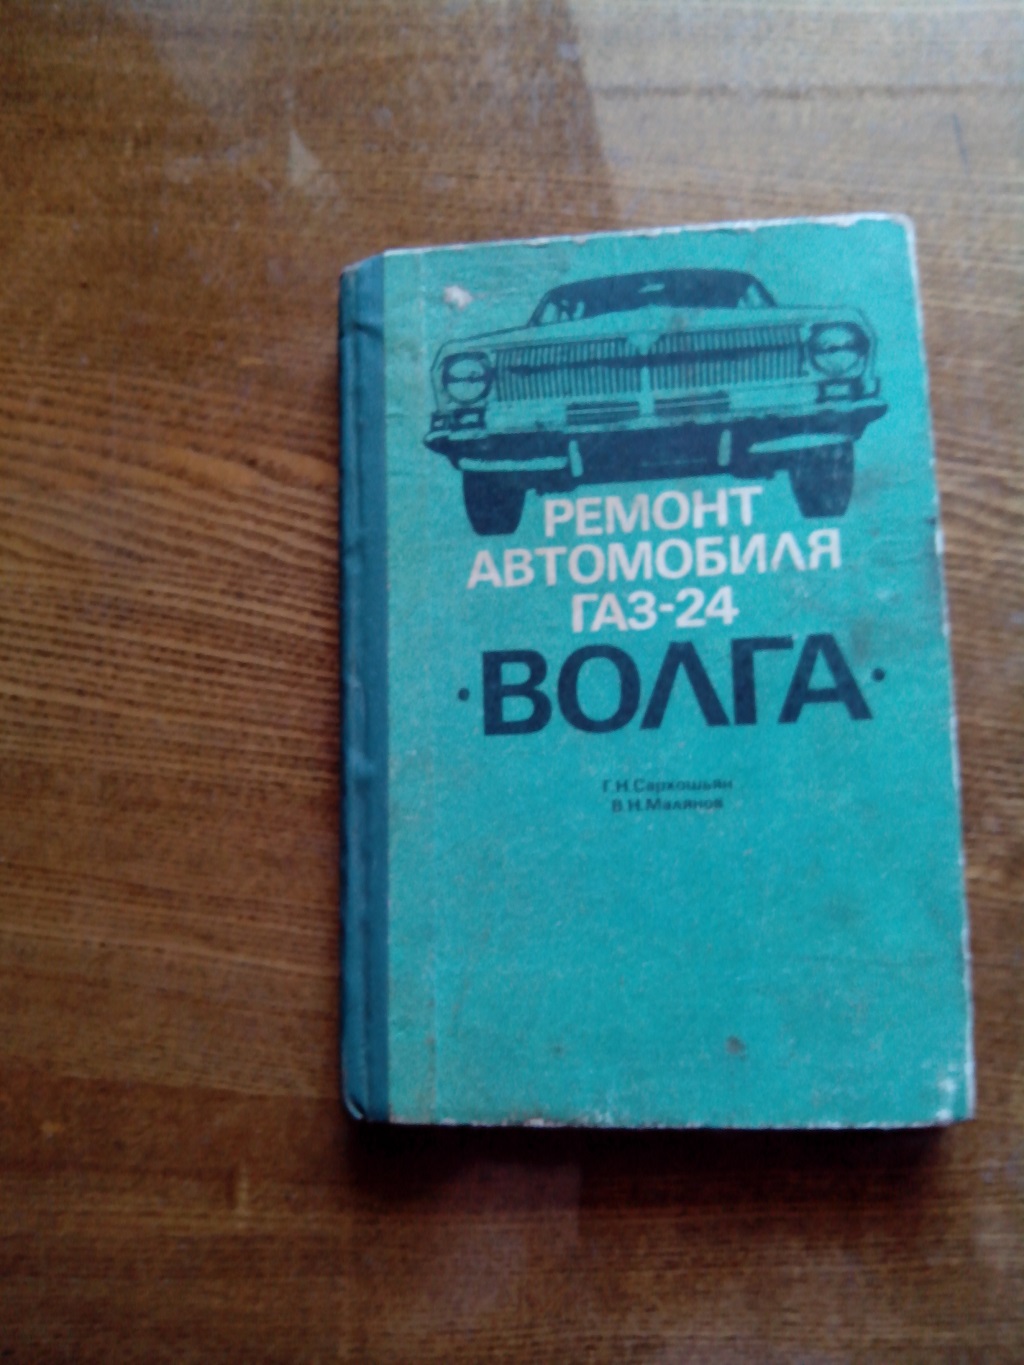 РЕМОНТ
АВТОМОБИЛЯ
ГАЗ-24
·ВОЛГА·
Г.Н.Сархошьян
В.Н.Малянов